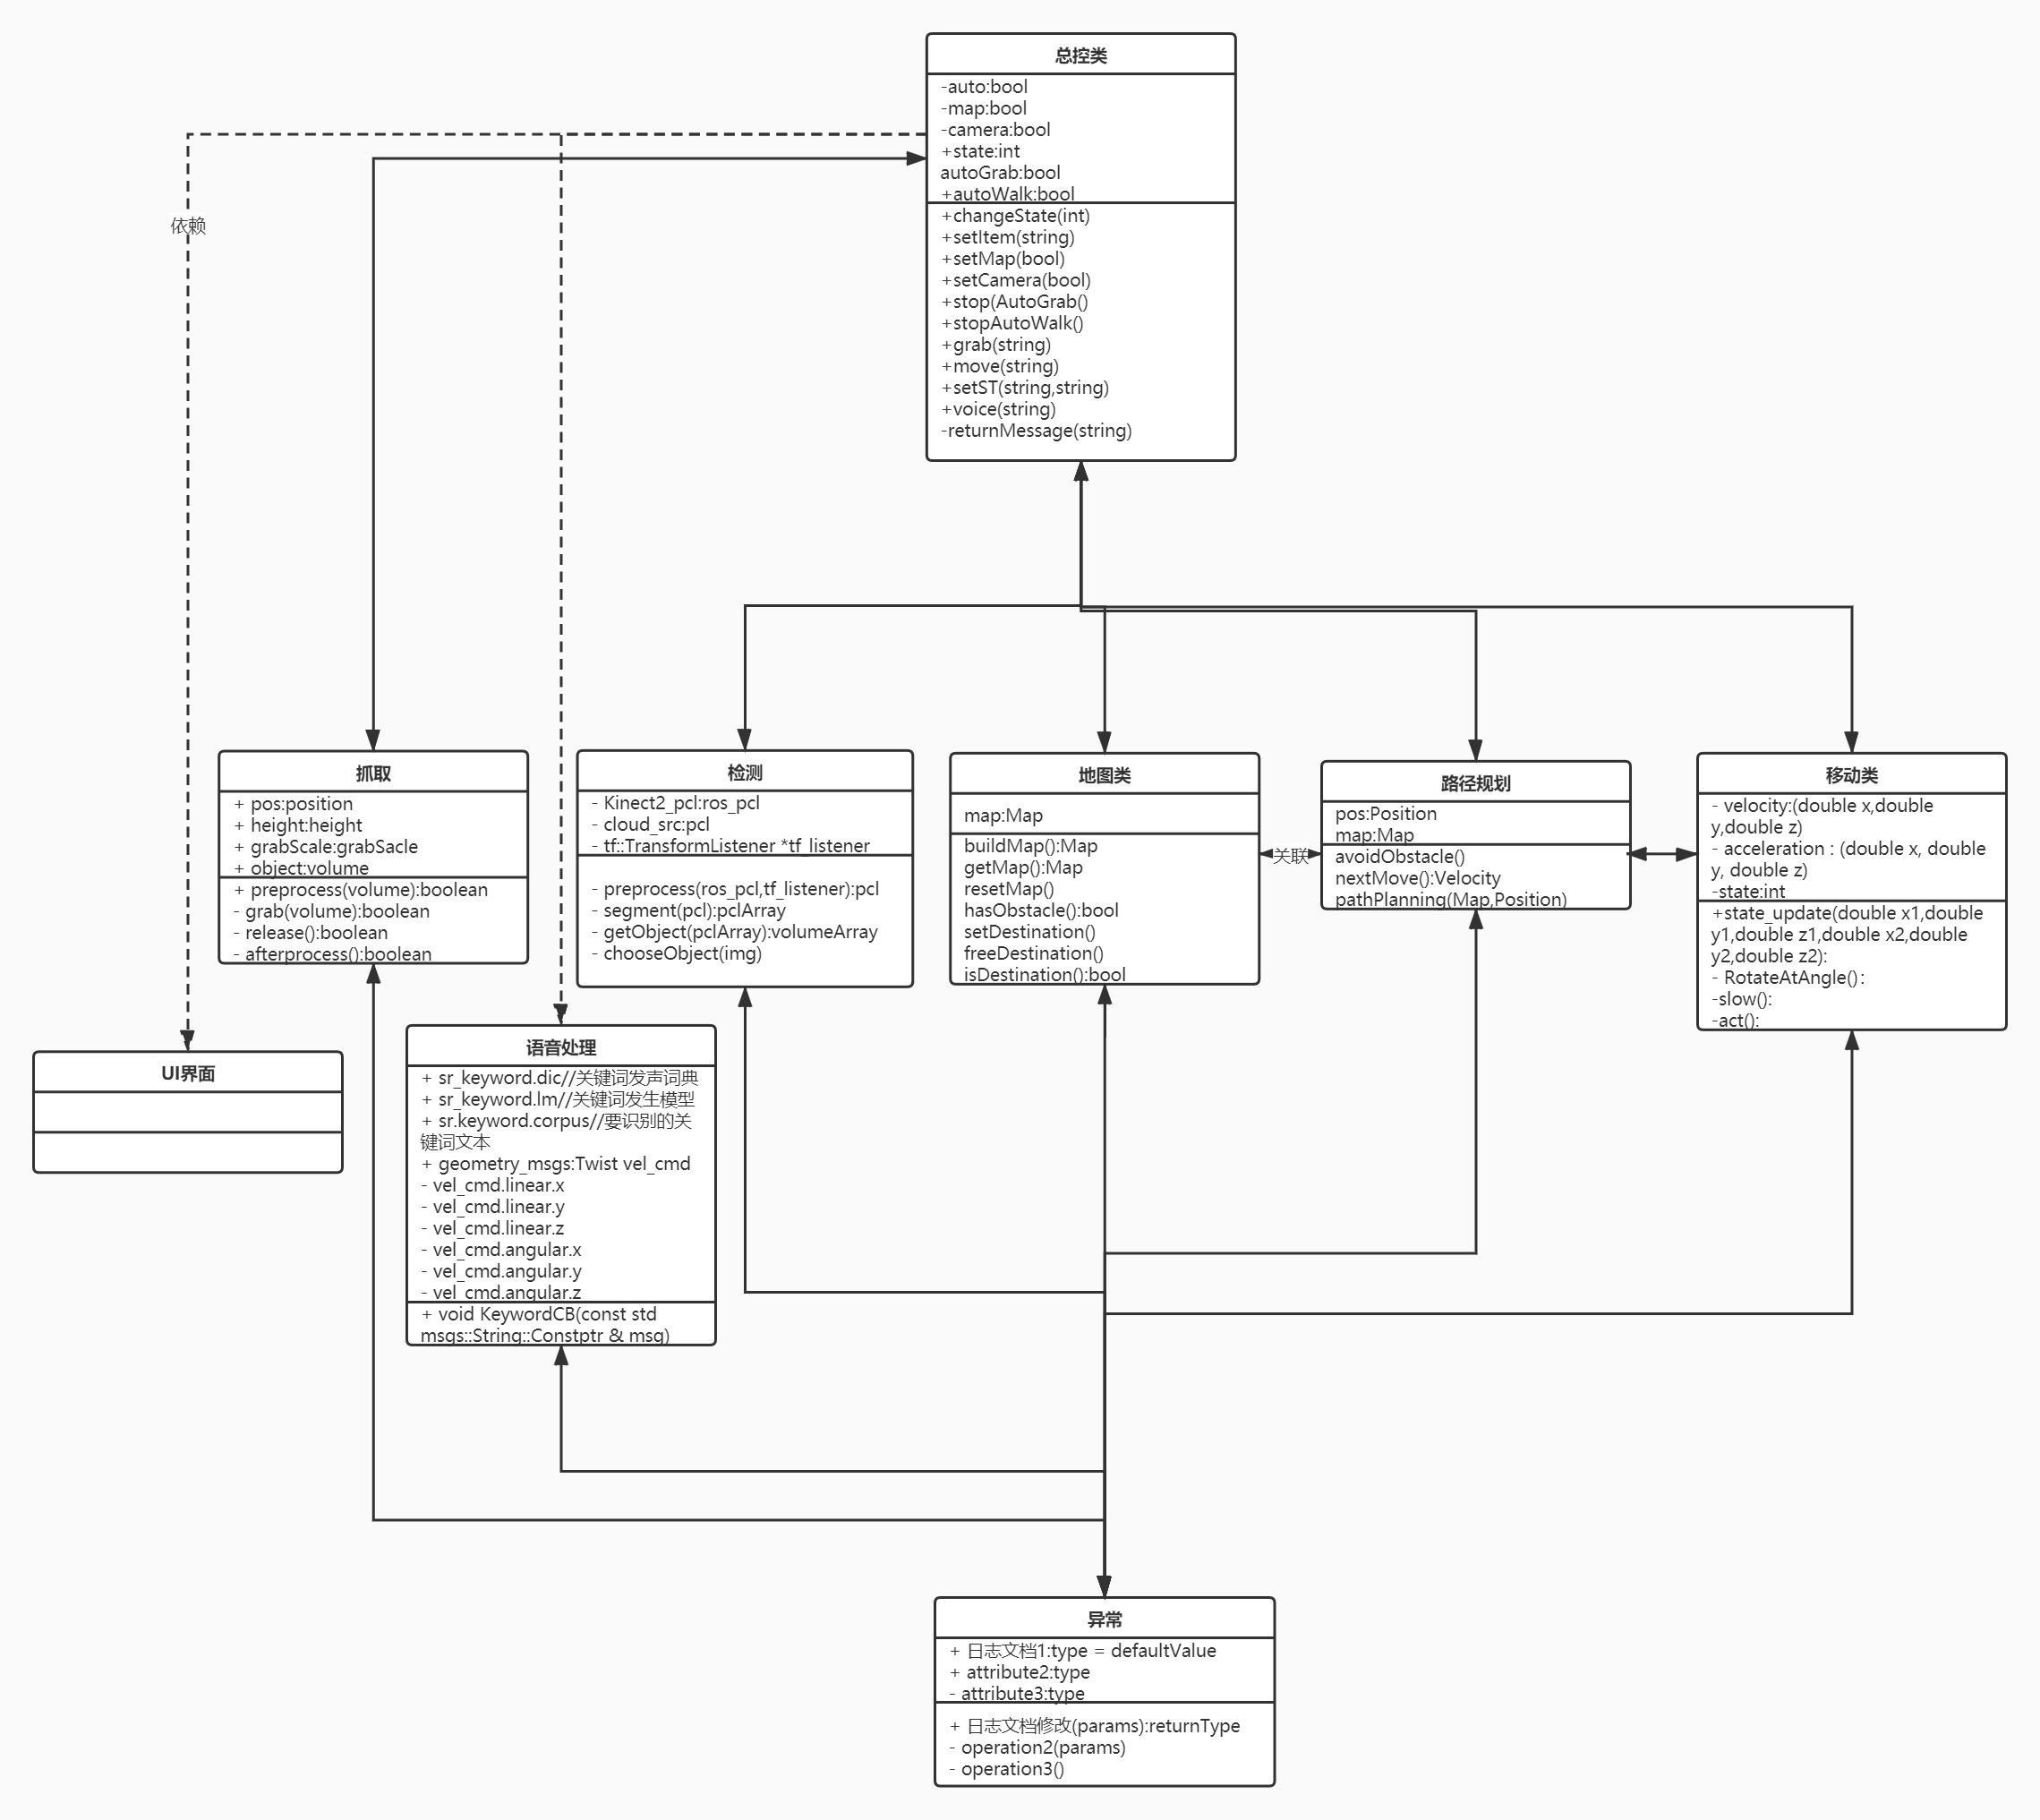 总控类
-auto:bool
-map:bool
-camera:bool
+state:int
autoGrab:bool
+autoWalk:bool
+changeState(int)
+setItem(string)
+setMap(bool)
+setCamera(bool)
+stop(AutoGrab()
+stopAutoWalk()
+grab(string)
+move(string)
+setST(string,string)
+voice(string)
-returnMessage(string)
依赖
抓取
+ pos:position
+ height:height
+ grabScale:grabSacle
+ object:volume
+ preprocess(volume):boolean
- grab(volume):boolean
- release():boolean
- afterprocess():boolean
检测
- Kinect2_pcl:ros_pcl
- cloud_src:pcl
- tf::TransformListener *tf_listener
- preprocess(ros_pcl,tf_listener):pcl
- segment(pcl):pclArray
- getObject(pclArray):volumeArray
- chooseObject(img)
地图类
map:Map
buildMap():Map
getMap():Map
resetMap()
hasObstacle():bool
setDestination()
freeDestination()
isDestination():bool
关联
路径规划
pos:Position
map:Map
avoidObstacle()
nextMove():Velocity
pathPlanning(Map,Position)
移动类
- velocity:(double x,double
y,double z)
- acceleration : (double x, double
y, double z)
-state:int
+state_update(double x1,double
y1,double z1,double x2,double
y2,double z2):
- RotateAtAngle():
-slow():
-act():
UI界面
语音处理
+ sr_keyword.dic//关键词发声词典
+ sr_keyword.lm//关键词发生模型
+ sr.keyword.corpus//要识别的关
键词文本
+ geometry_msgs:Twist vel_cmd
- vel_cmd.linear.x
- vel_cmd.linear.y
- vel_cmd.linear.z
- vel_cmd.angular.x
- vel_cmd.angular.y
- vel_cmd.angular.z
+ void KeywordCB(const std
msgs::String::Constptr & msg)
异常
+ 日志文档1:type = defaultValue
+ attribute2:type
- attribute3:type
+ 日志文档修改(params):returnType
- operation2(params)
- operation3()